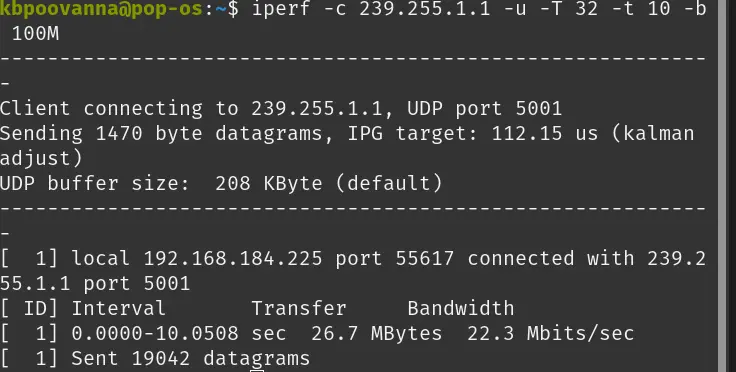 kbpoovanna@pop-os:~$ iperf -c 239.255.1.1 -u -T 32 -t 10 -b
 100M
------------------------------------------------------------
-
Client connecting to 239.255.1.1, UDP port 5001
Sending 1470 byte datagrams, IPG target: 112.15 us (kalman
adjust)
UDP buffer size:  208 KByte (default)
------------------------------------------------------------
-
[  1] local 192.168.184.225 port 55617 connected with 239.2
55.1.1 port 5001
[ ID] Interval       Transfer     Bandwidth
[  1] 0.0000-10.0508 sec  26.7 MBytes  22.3 Mbits/sec
[  1] Sent 19042 datagrams